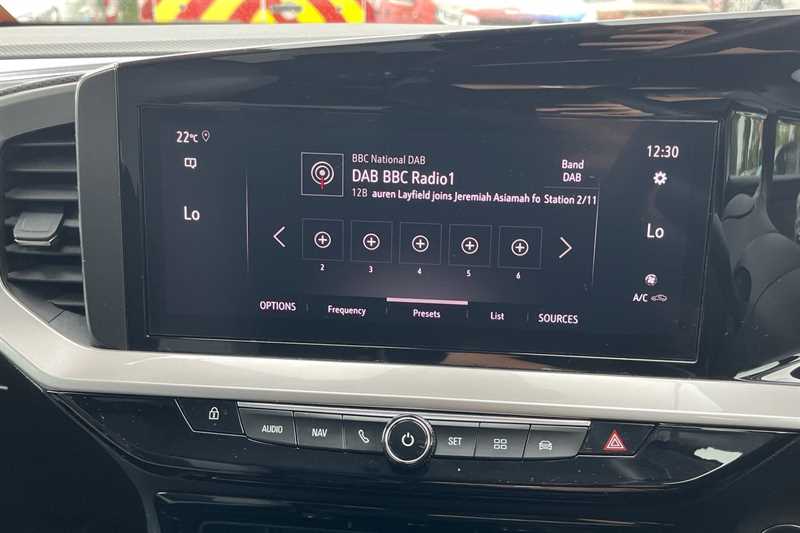 22°C
12:30
BBC National DAB
DAB BBC Radio1
12B auren Layfield joins Jeremiah Asiamah fo Station 2/11
Band
DAB
Lo
Lo
2 3 4 5 6
A/C
OPTIONS Frequency Presets List SOURCES
AUDIO NAV SET